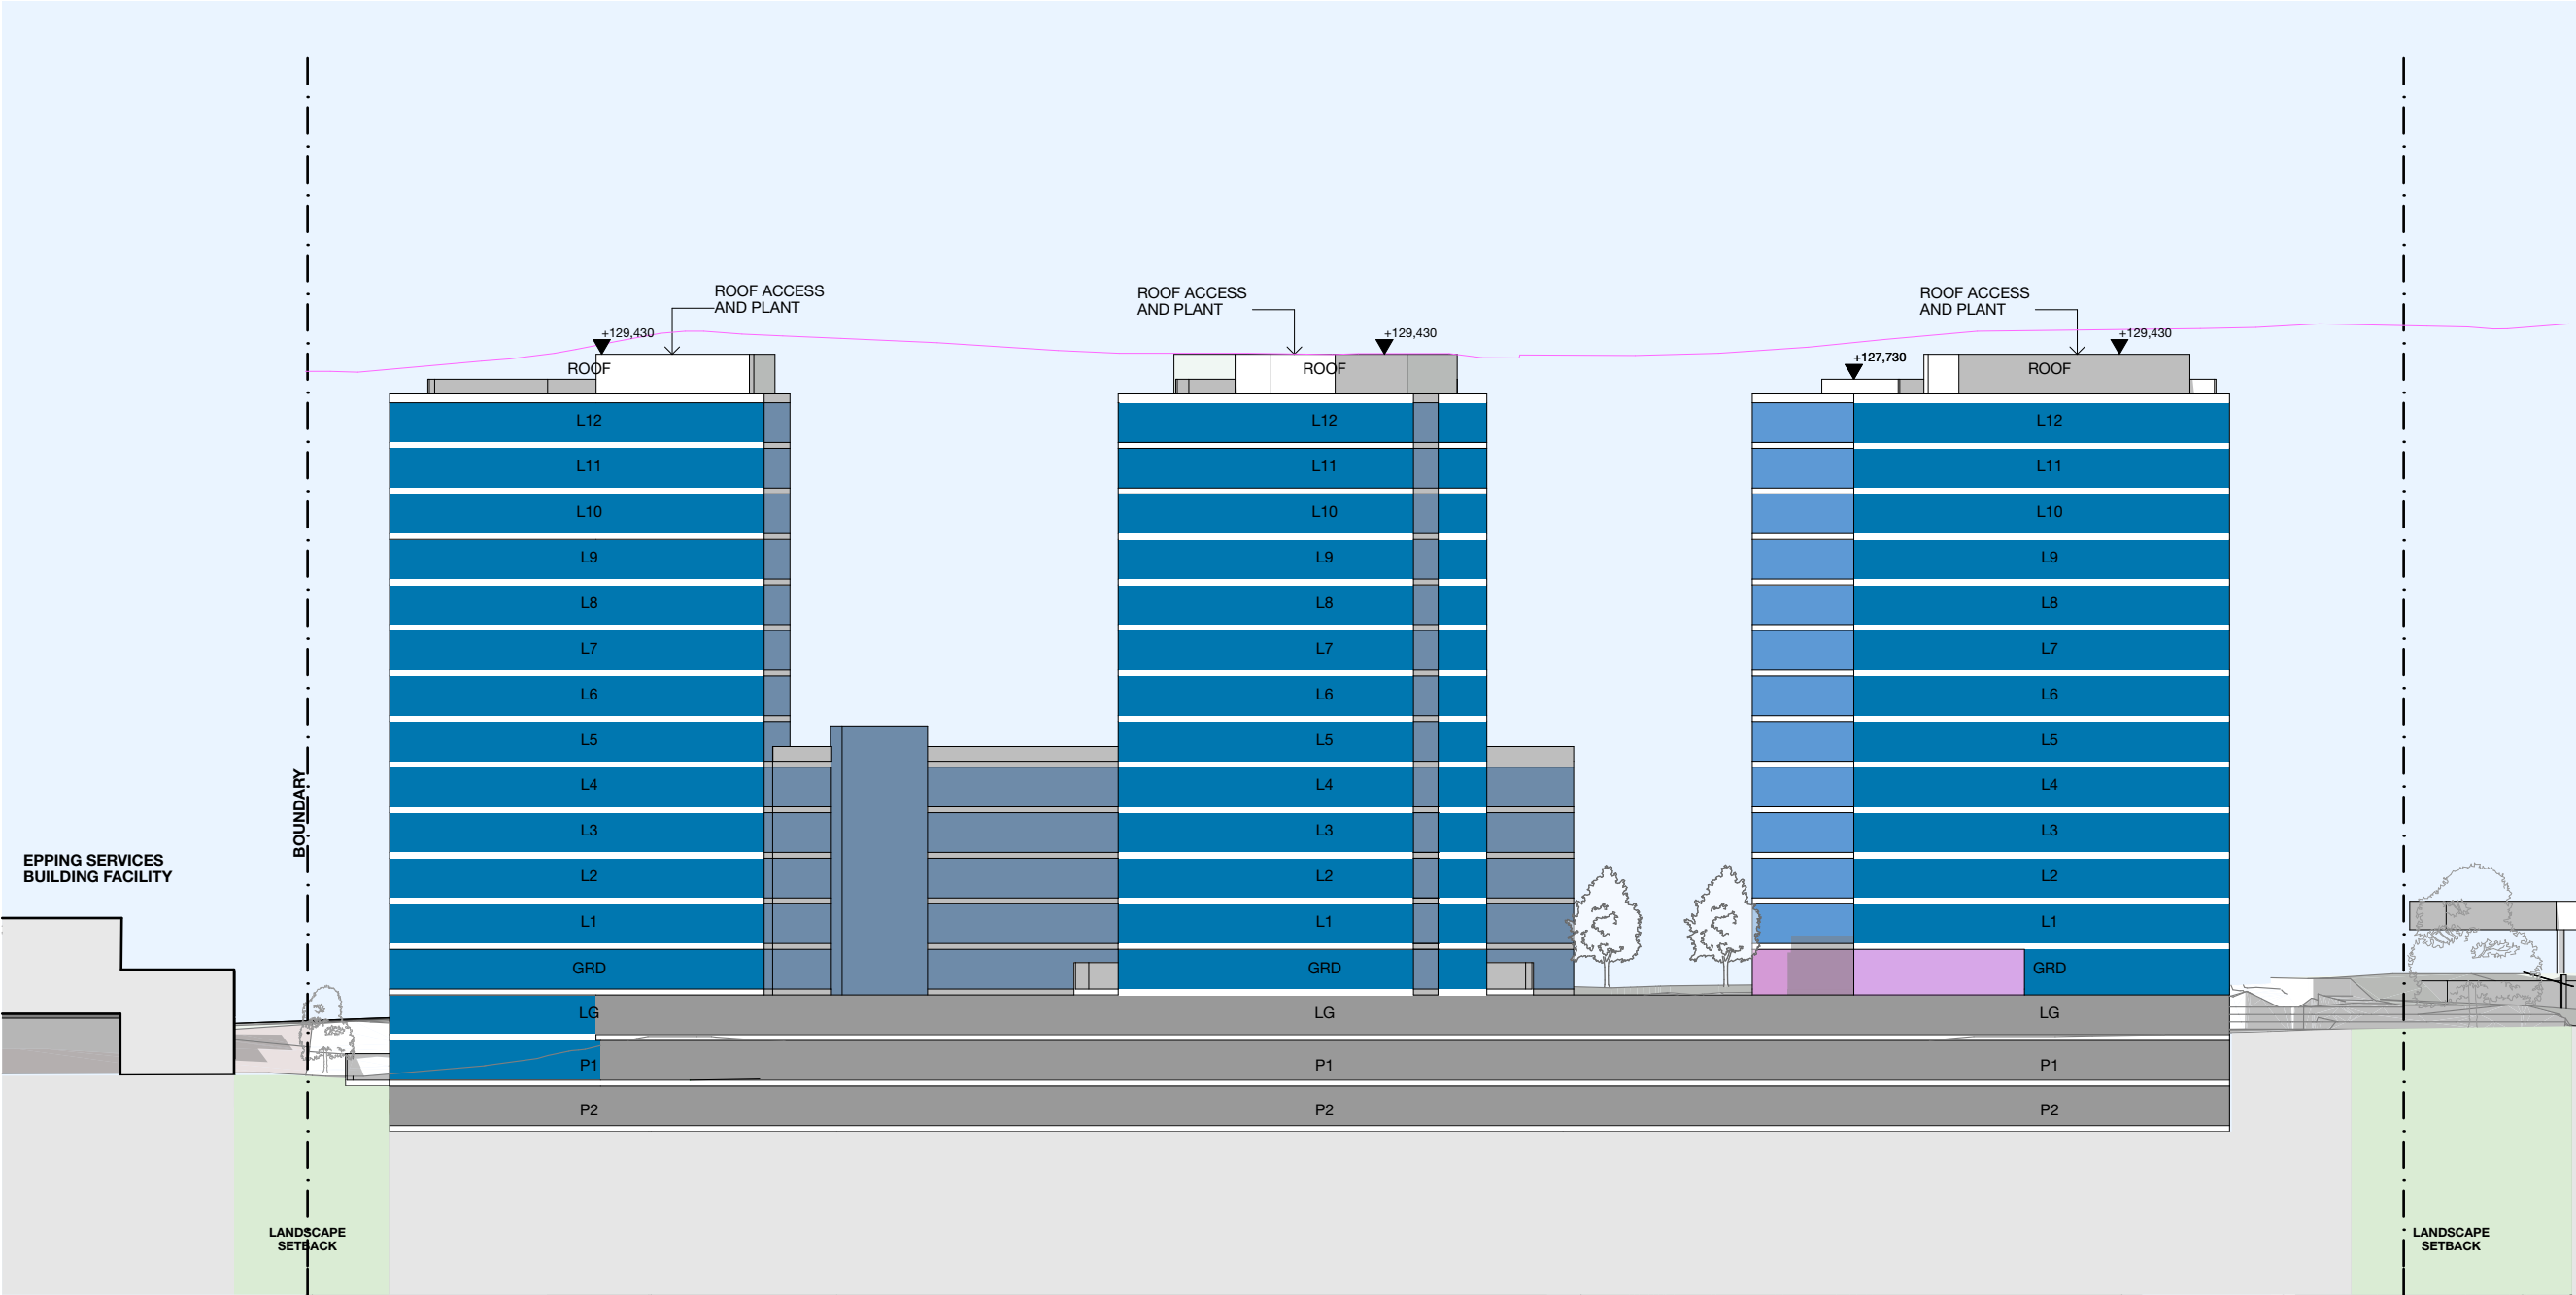 ROOF ACCESS
AND PLANT
ROOF ACCESS
AND PLANT
ROOF ACCESS
AND PLANT
+129,430
+129,430
+129,430
+127,730
ROOF
ROOF
ROOF
L12
L12
L12
L11
L11
L11
L10
L10
L10
L9
L9
L9
L8
L8
L8
L7
L7
L7
L6
L6
L6
L5
L5
L5
L4
L4
L4
BOUNDARY
L3
L3
L3
EPPING SERVICES
BUILDING FACILITY
L2
L2
L2
L1
L1
L1
GRD
GRD
GRD
LG
LG
LG
P1
P1
P1
P2
P2
P2
LANDSCAPE
SETBACK
LANDSCAPE
SETBACK